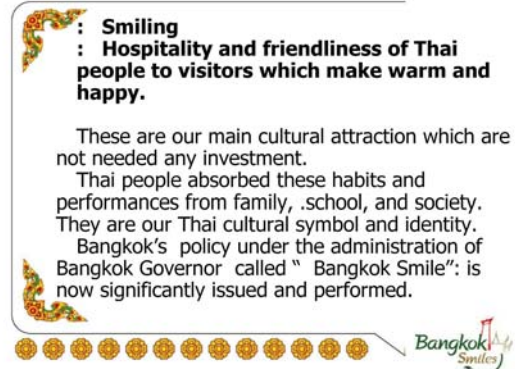 : Smiling
: Hospitality and friendliness of Thai
people to visitors which make warm and
happy.
These are our main cultural attraction which are
not needed any investment.
Thai people absorbed these habits and
performances from family, .school, and society.
They are our Thai cultural symbol and identity.
Bangkok's policy under the administration of
Bangkok Governor called “ Bangkok Smile”: is
now significantly issued and performed.
Bangkok
Smiles